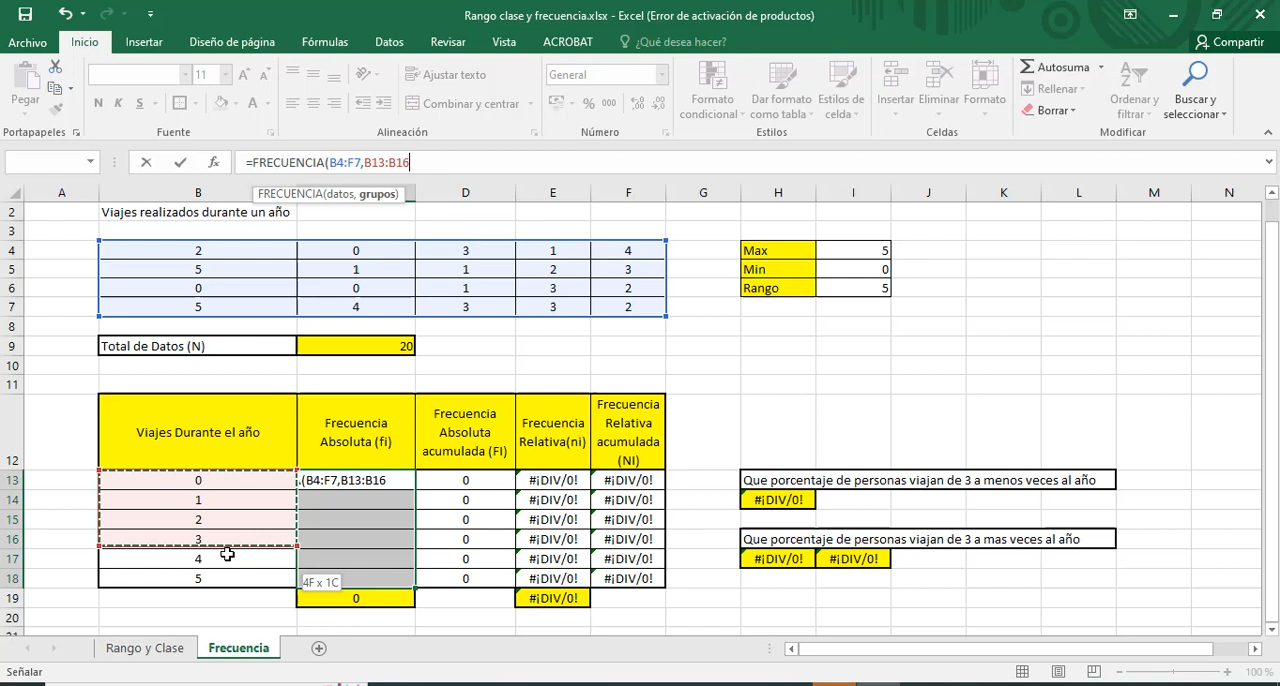 Rango clase y frecuencia.xlsx - Excel (Error de activación de productos)
Archivo Inicio Insertar Diseño de página Fórmulas Datos Revisar Vista ACROBAT ¿Qué desea hacer? Compartir
Pegar
11
Ajustar texto
Combinar y centrar
General
% 000
Formato condicional
Dar formato como tabla
Estilos de celda
Insertar Eliminar Formato
Autosuma
Rellenar
Borrar
Ordenar y filtrar
Buscar y seleccionar
Portapapeles Fuente Alineación Número Estilos Celdas Modificar
=FRECUENCIA(B4:F7,B13:B16
FRECUENCIA(datos, grupos)
A B D E F G H I J K L M N
2 Viajes realizados durante un año
3
4 2 0 3 1 4 Max 5
5 5 1 1 2 3 Min 0
6 0 0 1 3 2 Rango 5
7 5 4 3 3 2
8
9 Total de Datos (N) 20
10
11
12 Viajes Durante el año Frecuencia Absoluta (fi) Frecuencia Absoluta acumulada (FI) Frecuencia Relativa(ni) Frecuencia Relativa acumulada (NI)
13 0 (B4:F7,B13:B16 0 #¡DIV/0! #¡DIV/0! Que porcentaje de personas viajan de 3 a menos veces al año
14 1 0 #¡DIV/0! #¡DIV/0! #¡DIV/0!
15 2 0 #¡DIV/0! #¡DIV/0!
16 3 0 #¡DIV/0! #¡DIV/0! Que porcentaje de personas viajan de 3 a mas veces al año
17 4 0 #¡DIV/0! #¡DIV/0! #¡DIV/0! #¡DIV/0!
18 5 4F x 1C 0 #¡DIV/0! #¡DIV/0!
19 0 #¡DIV/0!
20
Rango y Clase Frecuencia
Señalar 100 %